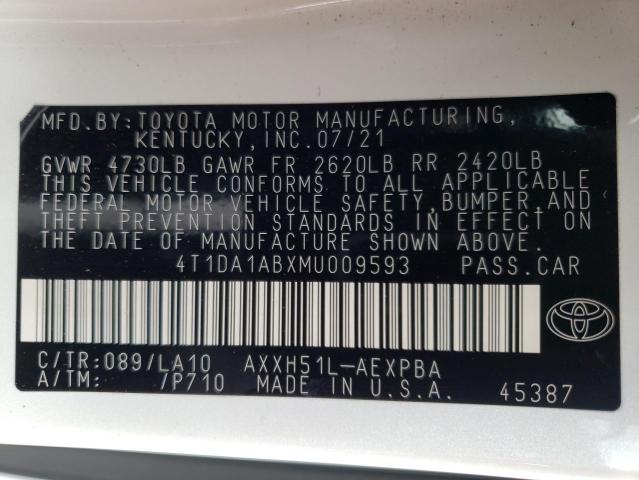 MFD.BY:TOYOTA MOTOR MANUFACTURING,
KENTUCKY,INC.07/21
GVWR 4730LB GAWR FR 2620LB RR 2420LB
THIS VEHICLE CONFORMS TO ALL APPLICABLE
FEDERAL MOTOR VEHICLE SAFETY,BUMPER,AND
THEFT PREVENTION STANDARDS IN EFFECT ON
THE DATE OF MANUFACTURE SHOWN ABOVE.
4T1DA1ABXMU009593 PASS.CAR
C/TR:089/LA10 AXXH51L-AEXPBA
A/TM: /P710 MADE IN U.S.A. 45387